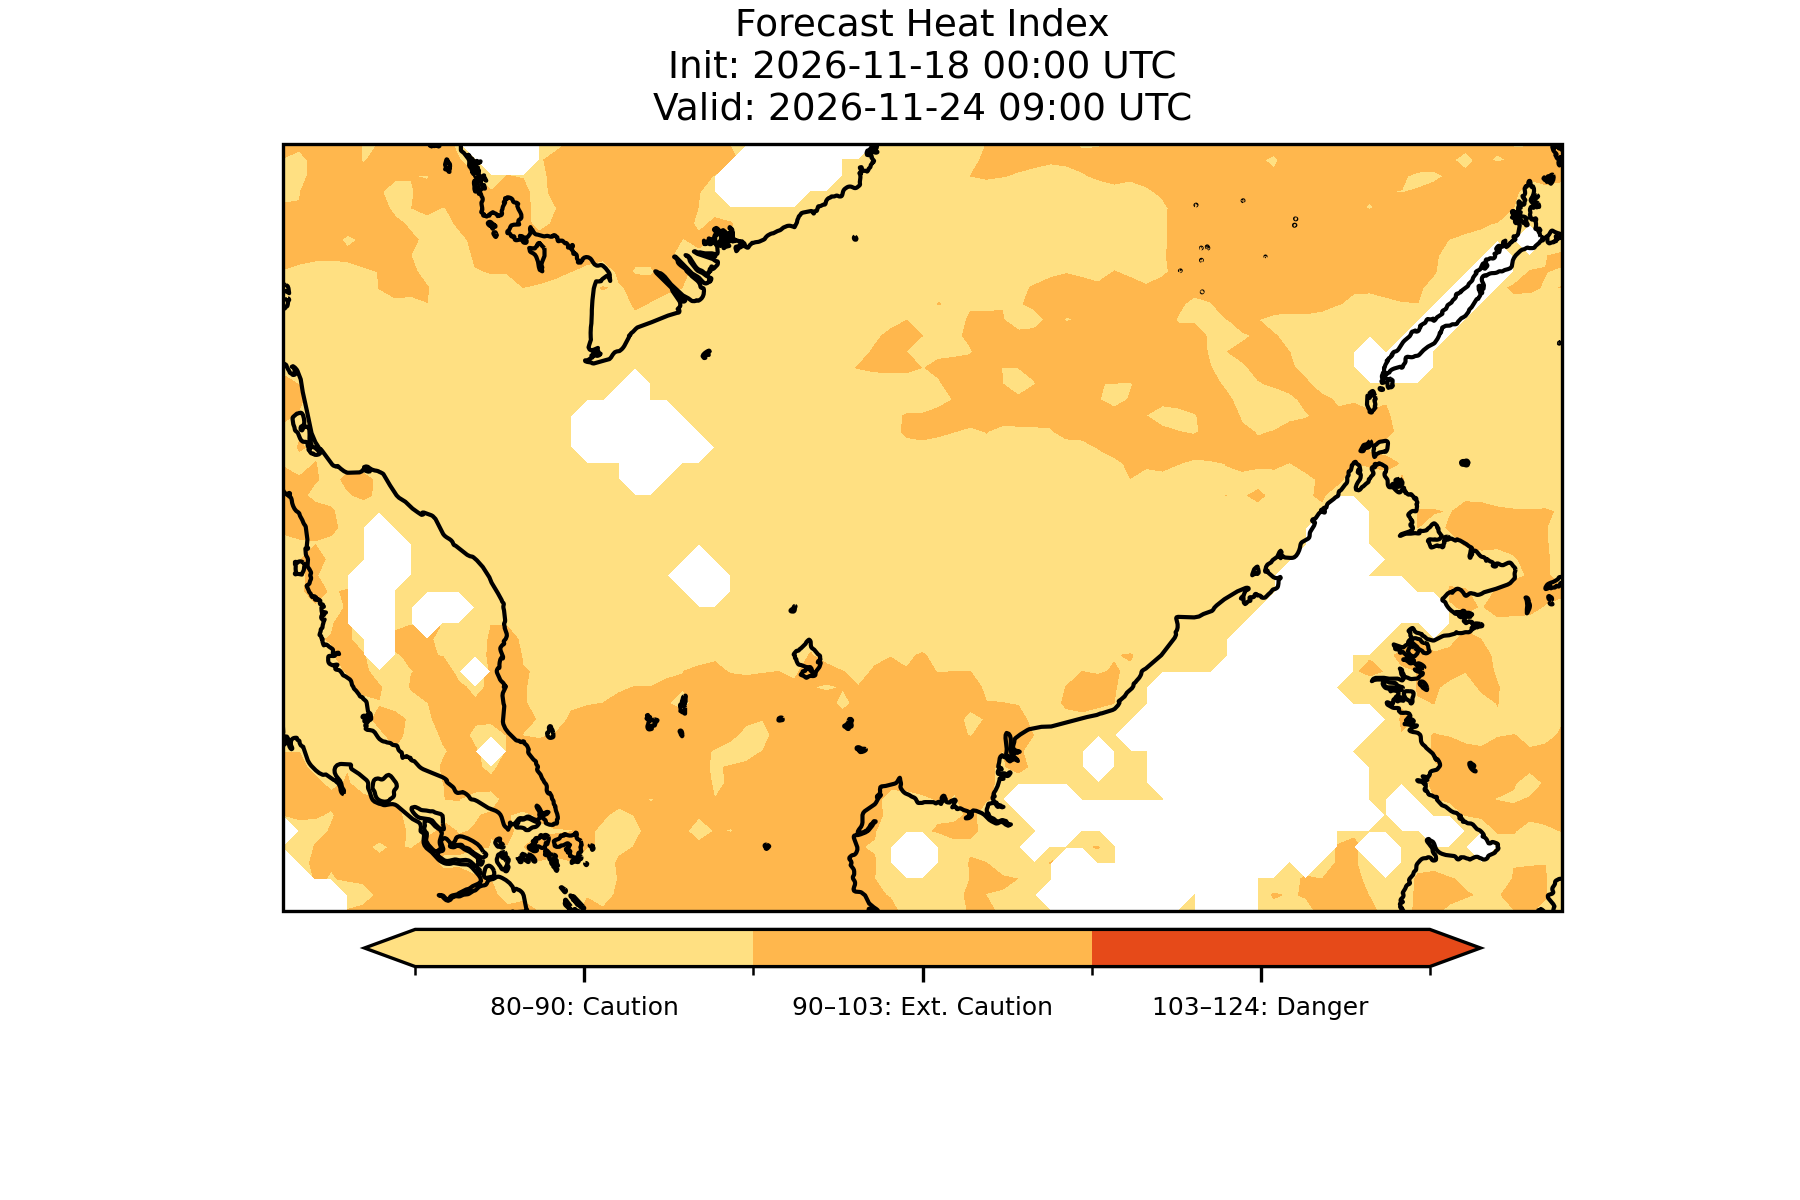 Forecast Heat Index
Init: 2026-11-18 00:00 UTC
Valid: 2026-11-24 09:00 UTC
80–90: Caution
90–103: Ext. Caution
103–124: Danger